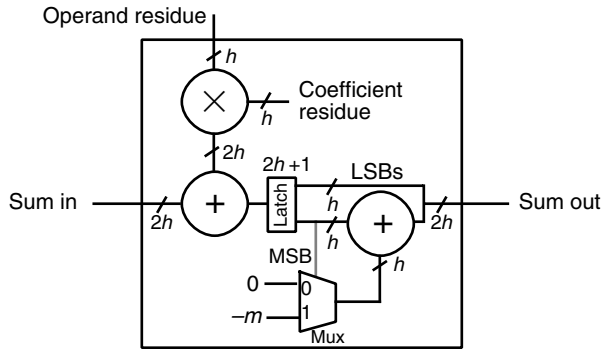 Operand residue
h
×
Coefficient
residue
h
2h
2h+1
LSBs
Sum in
2h
+
Latch
h
h
+
2h
Sum out
MSB
h
0
0
–m
1
Mux